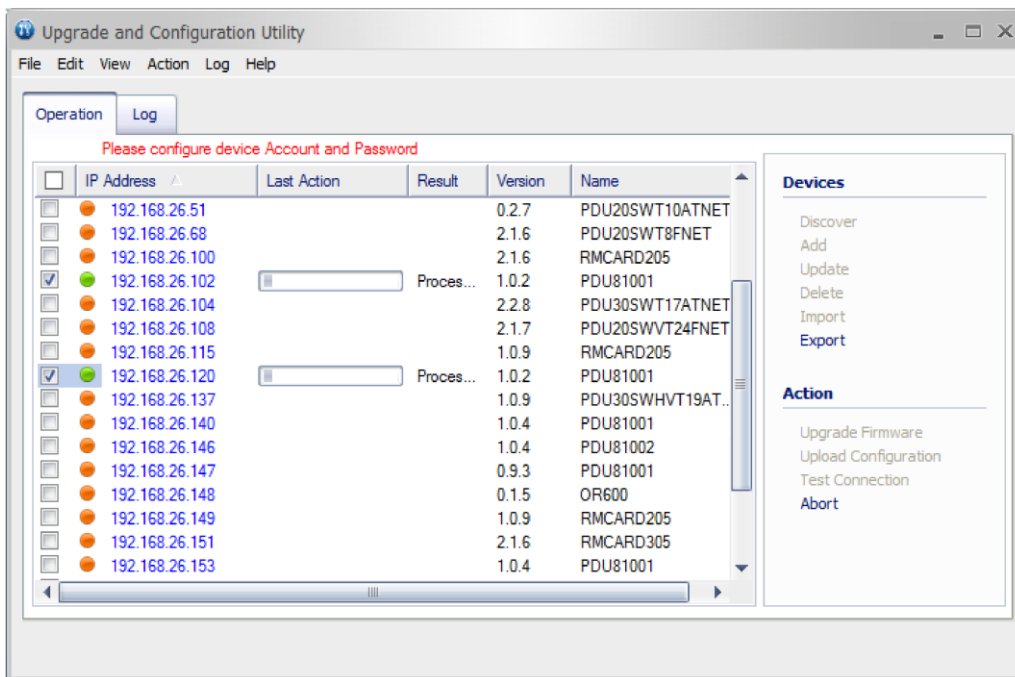 Upgrade and Configuration Utility
File Edit View Action Log Help
Operation Log
Please configure device Account and Password
IP Address Last Action Result Version Name
192.168.26.51 0.2.7 PDU20SWT10ATNET
192.168.26.68 2.1.6 PDU20SWT8FNET
192.168.26.100 2.1.6 RMCARD205
192.168.26.102 Proces... 1.0.2 PDU81001
192.168.26.104 2.2.8 PDU30SWT17ATNET
192.168.26.108 2.1.7 PDU20SWVT24FNET
192.168.26.115 1.0.9 RMCARD205
192.168.26.120 Proces... 1.0.2 PDU81001
192.168.26.137 1.0.9 PDU30SWHVT19AT...
192.168.26.140 1.0.4 PDU81001
192.168.26.146 1.0.4 PDU81002
192.168.26.147 0.9.3 PDU81001
192.168.26.148 0.1.5 OR600
192.168.26.149 1.0.9 RMCARD205
192.168.26.151 2.1.6 RMCARD305
192.168.26.153 1.0.4 PDU81001
Devices
Discover
Add
Update
Delete
Import
Export
Action
Upgrade Firmware
Upload Configuration
Test Connection
Abort